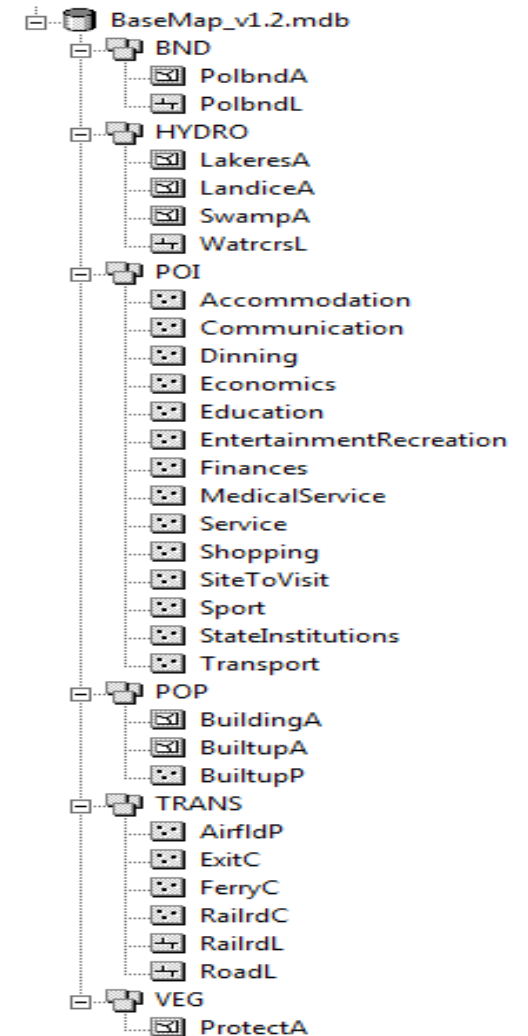 BaseMap_v1.2.mdb
BND
PolbndA
PolbndL
HYDRO
LakeresA
LandiceA
SwampA
WatrcrsL
POI
Accommodation
Communication
Dinning
Economics
Education
EntertainmentRecreation
Finances
MedicalService
Service
Shopping
SiteToVisit
Sport
StateInstitutions
Transport
POP
BuildingA
BuiltupA
BuiltupP
TRANS
AirfldP
ExitC
FerryC
RailrdC
RailrdL
RoadL
VEG
ProtectA